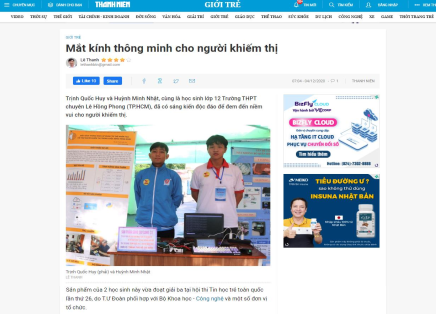 THANH NIÊN
GIỚI TRẺ
VIDEO
THỜI SỰ
THẾ GIỚI
TÀI CHÍNH - KINH DOANH
ĐỜI SỐNG
VĂN HÓA
GIẢI TRÍ
GIỚI TRẺ
GIÁO DỤC
THỂ THAO
SỨC KHỎE
DU LỊCH
CÔNG NGHỆ
XE
GAME
THỜI TRANG TRẺ
GIỚI TRẺ
Mắt kính thông minh cho người khiếm thị
Lê Thanh
Like 13
Share
THANH NIÊN
Trịnh Quốc Huy và Huỳnh Minh Nhật, cùng là học sinh lớp 12 Trường THPT
chuyên Lê Hồng Phong (TP.HCM), đã có sáng kiến độc đáo để đem đến niềm
vui cho người khiếm thị.
BIZFLY CLOUD
HẠ TẦNG IT CLOUD
PHỤC VỤ CHUYỂN ĐỔI SỐ
Tìm hiểu thêm
TIỂU ĐƯỜNG Ư ?
INSUNA NHẬT BẢN
Trịnh Quốc Huy (phải) và Huỳnh Minh Nhật
LÊ THANH
Sản phẩm của 2 học sinh này vừa đoạt giải ba tại hội thi Tin học trẻ toàn quốc
lần thứ 26, do T.Ư Đoàn phối hợp với Bộ Khoa học - Công nghệ và một số đơn vị
tổ chức.